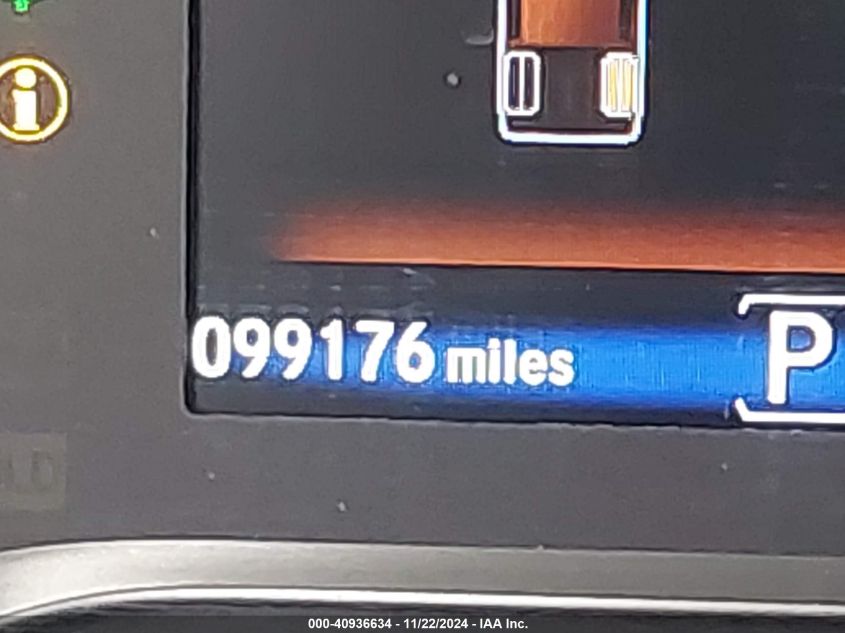 i
099176 miles
P
000-40936634 - 11/22/2024 - IAA Inc.